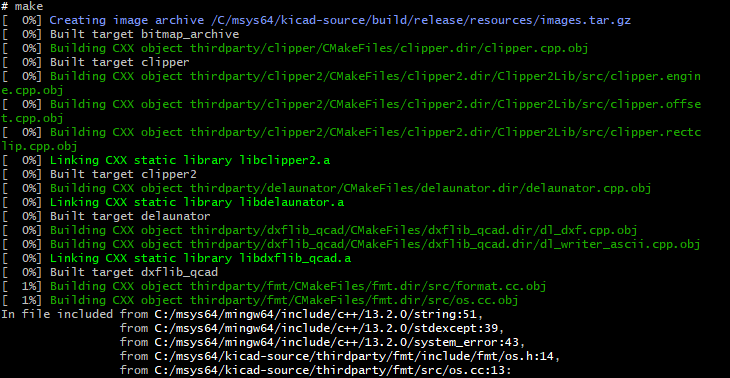 # make
[  0%] Creating image archive /C/msys64/kicad-source/build/release/resources/images.tar.gz
[  0%] Built target bitmap_archive
[  0%] Building CXX object thirdparty/clipper/CMakeFiles/clipper.dir/clipper.cpp.obj
[  0%] Built target clipper
[  0%] Building CXX object thirdparty/clipper2/CMakeFiles/clipper2.dir/Clipper2Lib/src/clipper.engin
e.cpp.obj
[  0%] Building CXX object thirdparty/clipper2/CMakeFiles/clipper2.dir/Clipper2Lib/src/clipper.offse
t.cpp.obj
[  0%] Building CXX object thirdparty/clipper2/CMakeFiles/clipper2.dir/Clipper2Lib/src/clipper.rectc
lip.cpp.obj
[  0%] Linking CXX static library libclipper2.a
[  0%] Built target clipper2
[  0%] Building CXX object thirdparty/delaunator/CMakeFiles/delaunator.dir/delaunator.cpp.obj
[  0%] Linking CXX static library libdelaunator.a
[  0%] Built target delaunator
[  0%] Building CXX object thirdparty/dxflib_qcad/CMakeFiles/dxflib_qcad.dir/dl_dxf.cpp.obj
[  0%] Building CXX object thirdparty/dxflib_qcad/CMakeFiles/dxflib_qcad.dir/dl_writer_ascii.cpp.obj
[  0%] Linking CXX static library libdxflib_qcad.a
[  0%] Built target dxflib_qcad
[  1%] Building CXX object thirdparty/fmt/CMakeFiles/fmt.dir/src/format.cc.obj
[  1%] Building CXX object thirdparty/fmt/CMakeFiles/fmt.dir/src/os.cc.obj
In file included from C:/msys64/mingw64/include/c++/13.2.0/string:51,
                 from C:/msys64/mingw64/include/c++/13.2.0/stdexcept:39,
                 from C:/msys64/mingw64/include/c++/13.2.0/system_error:43,
                 from C:/msys64/kicad-source/thirdparty/fmt/include/fmt/os.h:14,
                 from C:/msys64/kicad-source/thirdparty/fmt/src/os.cc:13: